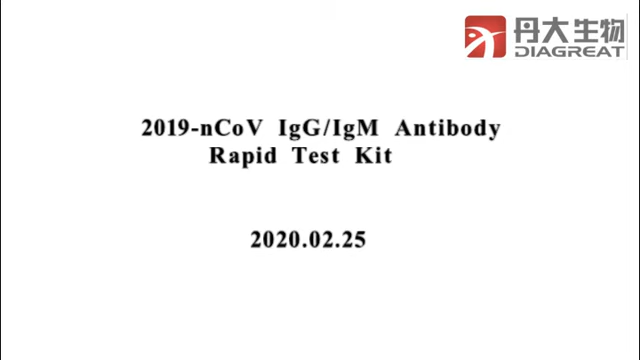 丹大生物
DIAGREAT
2019-nCoV IgG/IgM Antibody
Rapid Test Kit
2020.02.25